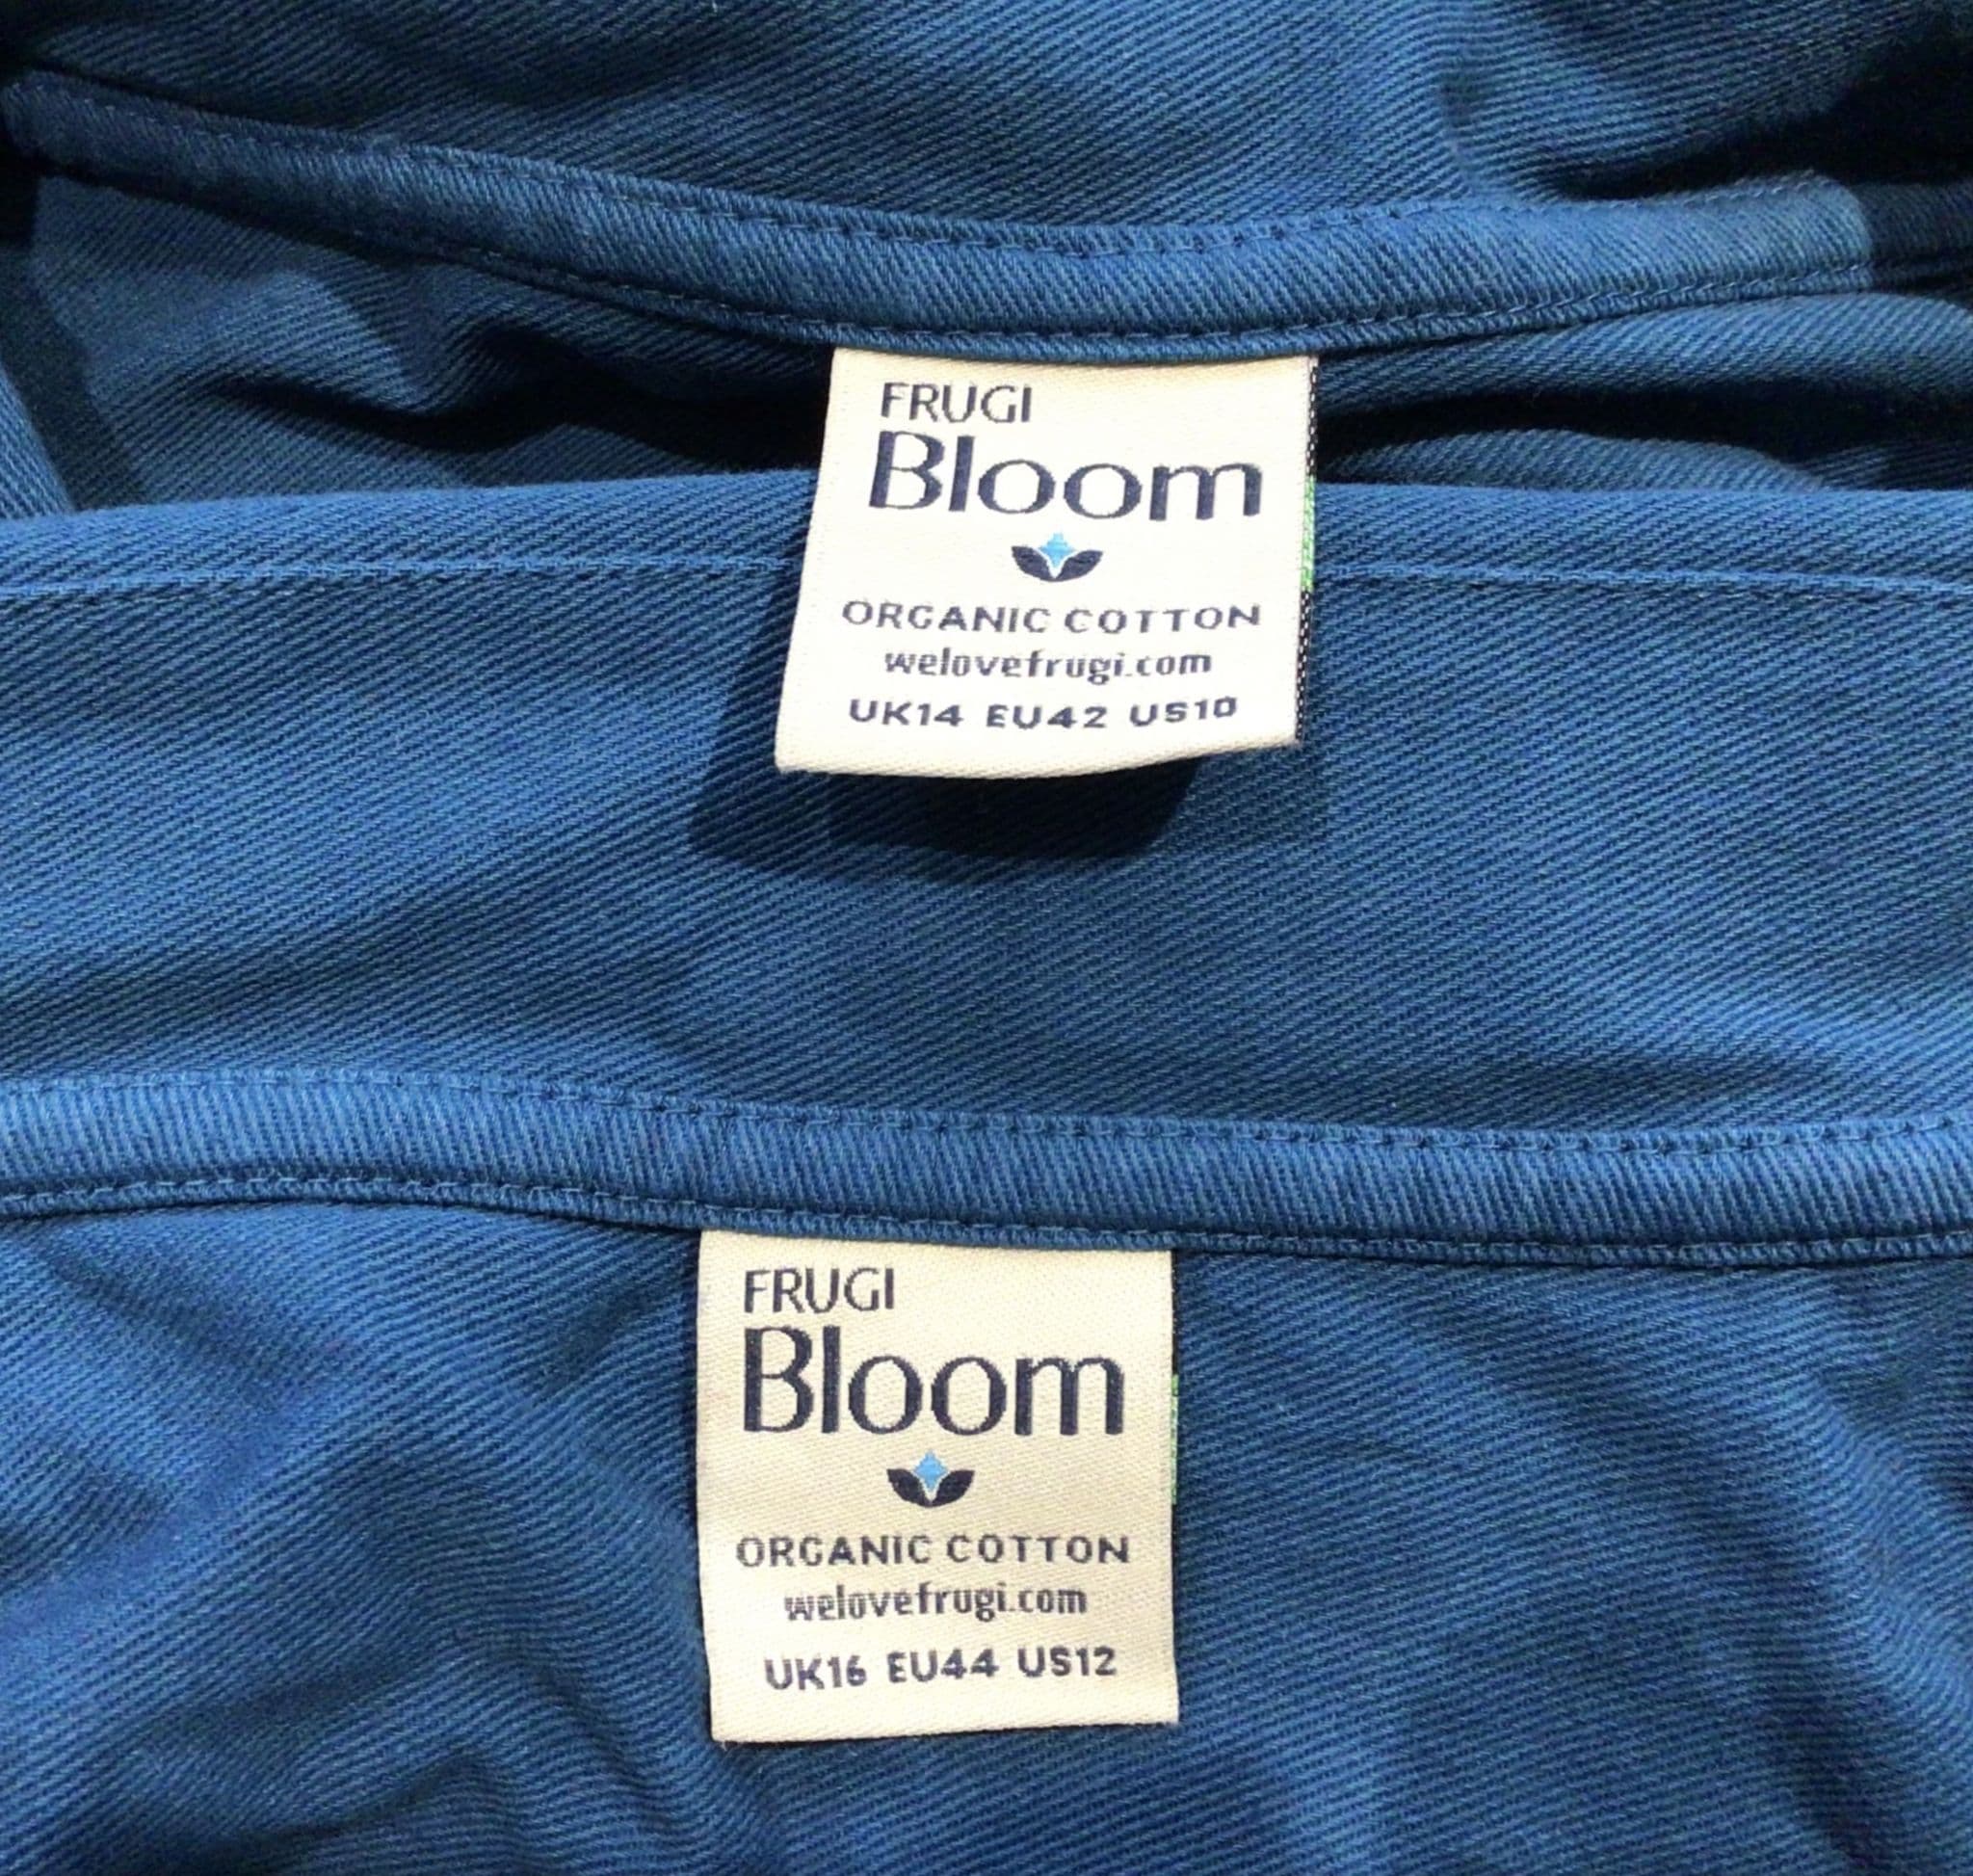 FRUGI
Bloom
ORGANIC COTTON
welovefrugi.com
UK14 EU42 US10
FRUGI
Bloom
ORGANIC COTTON
welovefrugi.com
UK16 EU44 US12